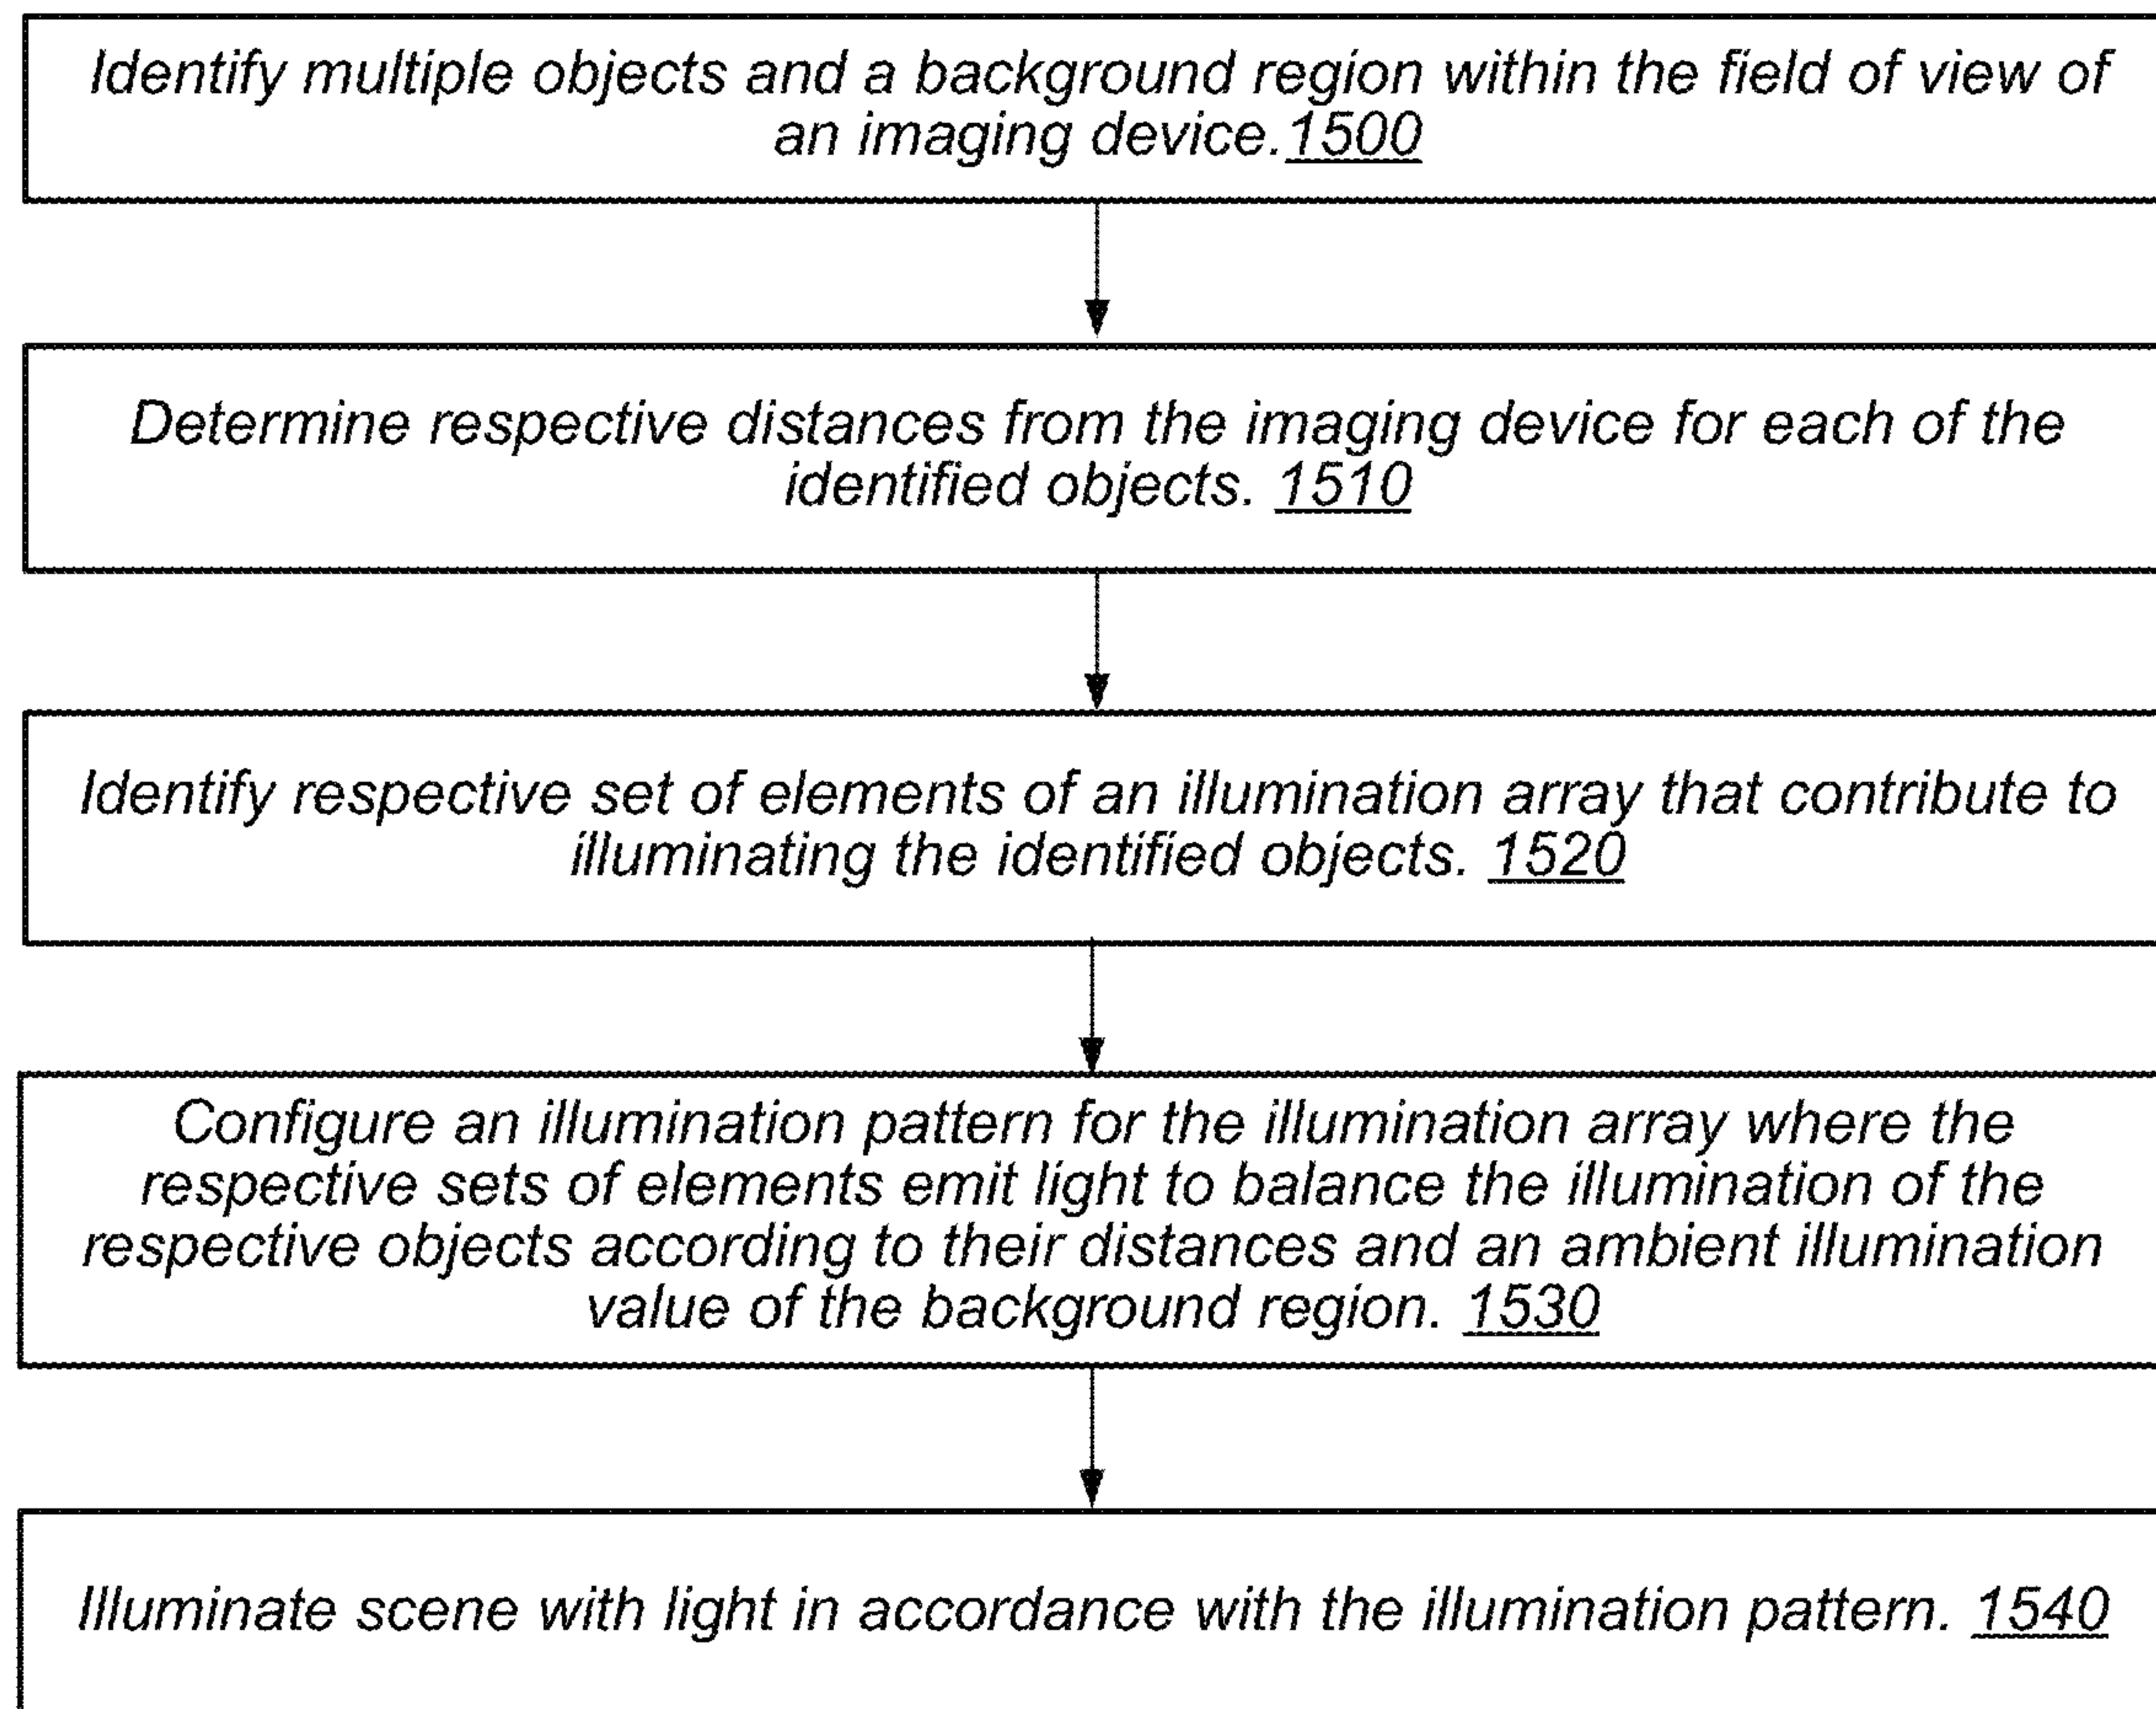 Identify multiple objects and a background region within the field of view of
an imaging device.1500
Determine respective distances from the imaging device for each of the
identified objects. 1510
Identify respective set of elements of an illumination array that contribute to
illuminating the identified objects. 1520
Configure an illumination pattern for the illumination array where the
respective sets of elements emit light to balance the illumination of the
respective objects according to their distances and an ambient illumination
value of the background region. 1530
Illuminate scene with light in accordance with the illumination pattern. 1540